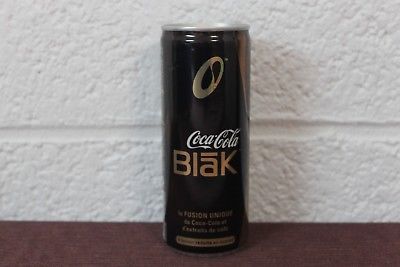 Coca-Cola
BlāK
la FUSION UNIQUE
de Coca-Cola et
d'extraits de café